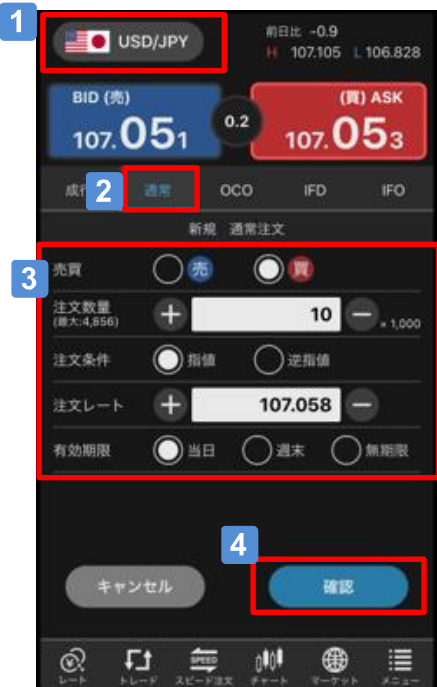 1
USD/JPY
前日比 -0.9
H 107.105 L 106.828
BID (売)
107.051
0.2
(買) ASK
107.053
2
成行
通常
OCO
IFD
IFO
新規 通常注文
3
売買
売
買
注文数量
(最大:4,656)
+
10
-
× 1,000
注文条件
指値
逆指値
注文レート
+
107.058
-
有効期限
当日
週末
無期限
4
キャンセル
確認
レート
トレード
SPEED
スピード注文
チャート
マーケット
メニュー